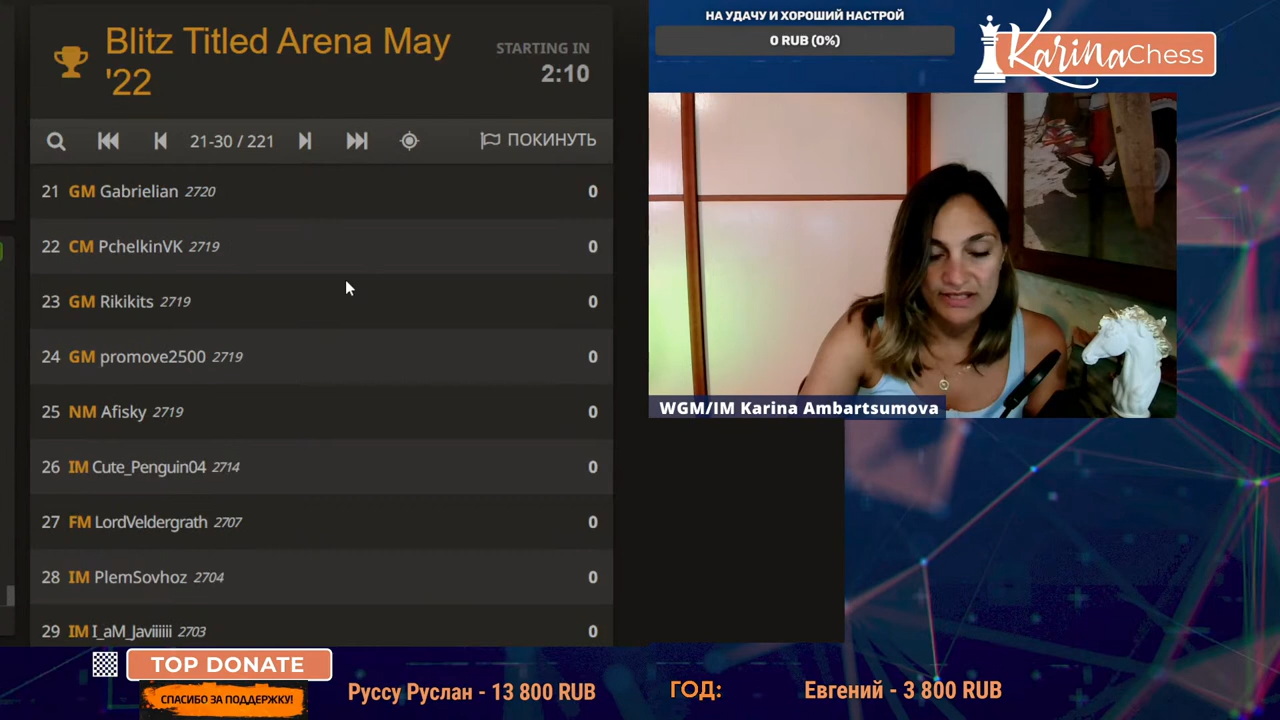 Blitz Titled Arena May
'22
STARTING IN
2:10
21-30 / 221
ПОКИНУТЬ
21 GM Gabrielian 2720 0
22 CM PchelkinVK 2719 0
23 GM Rikikits 2719 0
24 GM promove2500 2719 0
25 NM Afisky 2719 0
26 IM Cute_Penguin04 2714 0
27 FM LordVeldergrath 2707 0
28 IM PlemSovhoz 2704 0
29 IM I_aM_Javiiiiii 2703 0
НА УДАЧУ И ХОРОШИЙ НАСТРОЙ
0 RUB (0%)
KarinaChess
WGM/IM Karina Ambartsumova
TOP DONATE
СПАСИБО ЗА ПОДДЕРЖКУ!
Руссу Руслан - 13 800 RUB
ГОД:
Евгений - 3 800 RUB